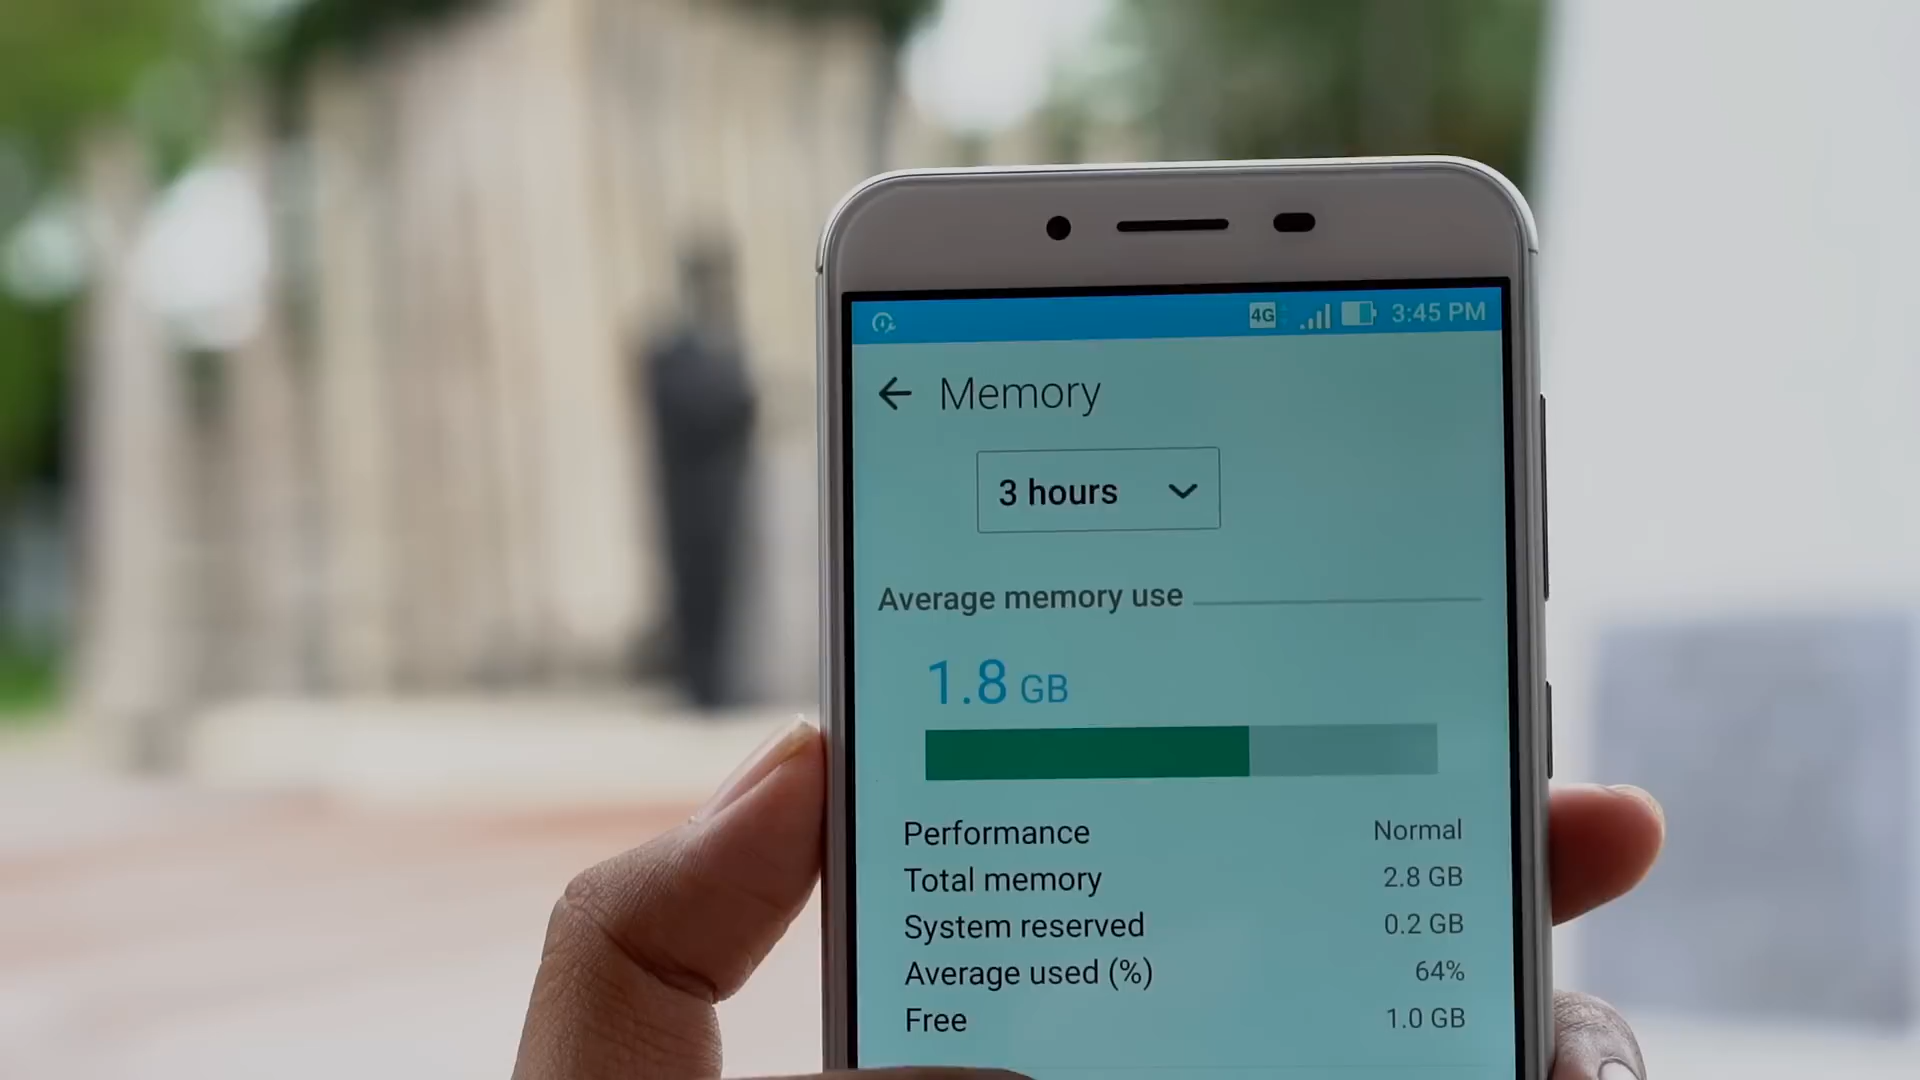 4G 3:45 PM
Memory
3 hours
Average memory use
1.8 GB
Performance Normal
Total memory 2.8 GB
System reserved 0.2 GB
Average used (%) 64%
Free 1.0 GB